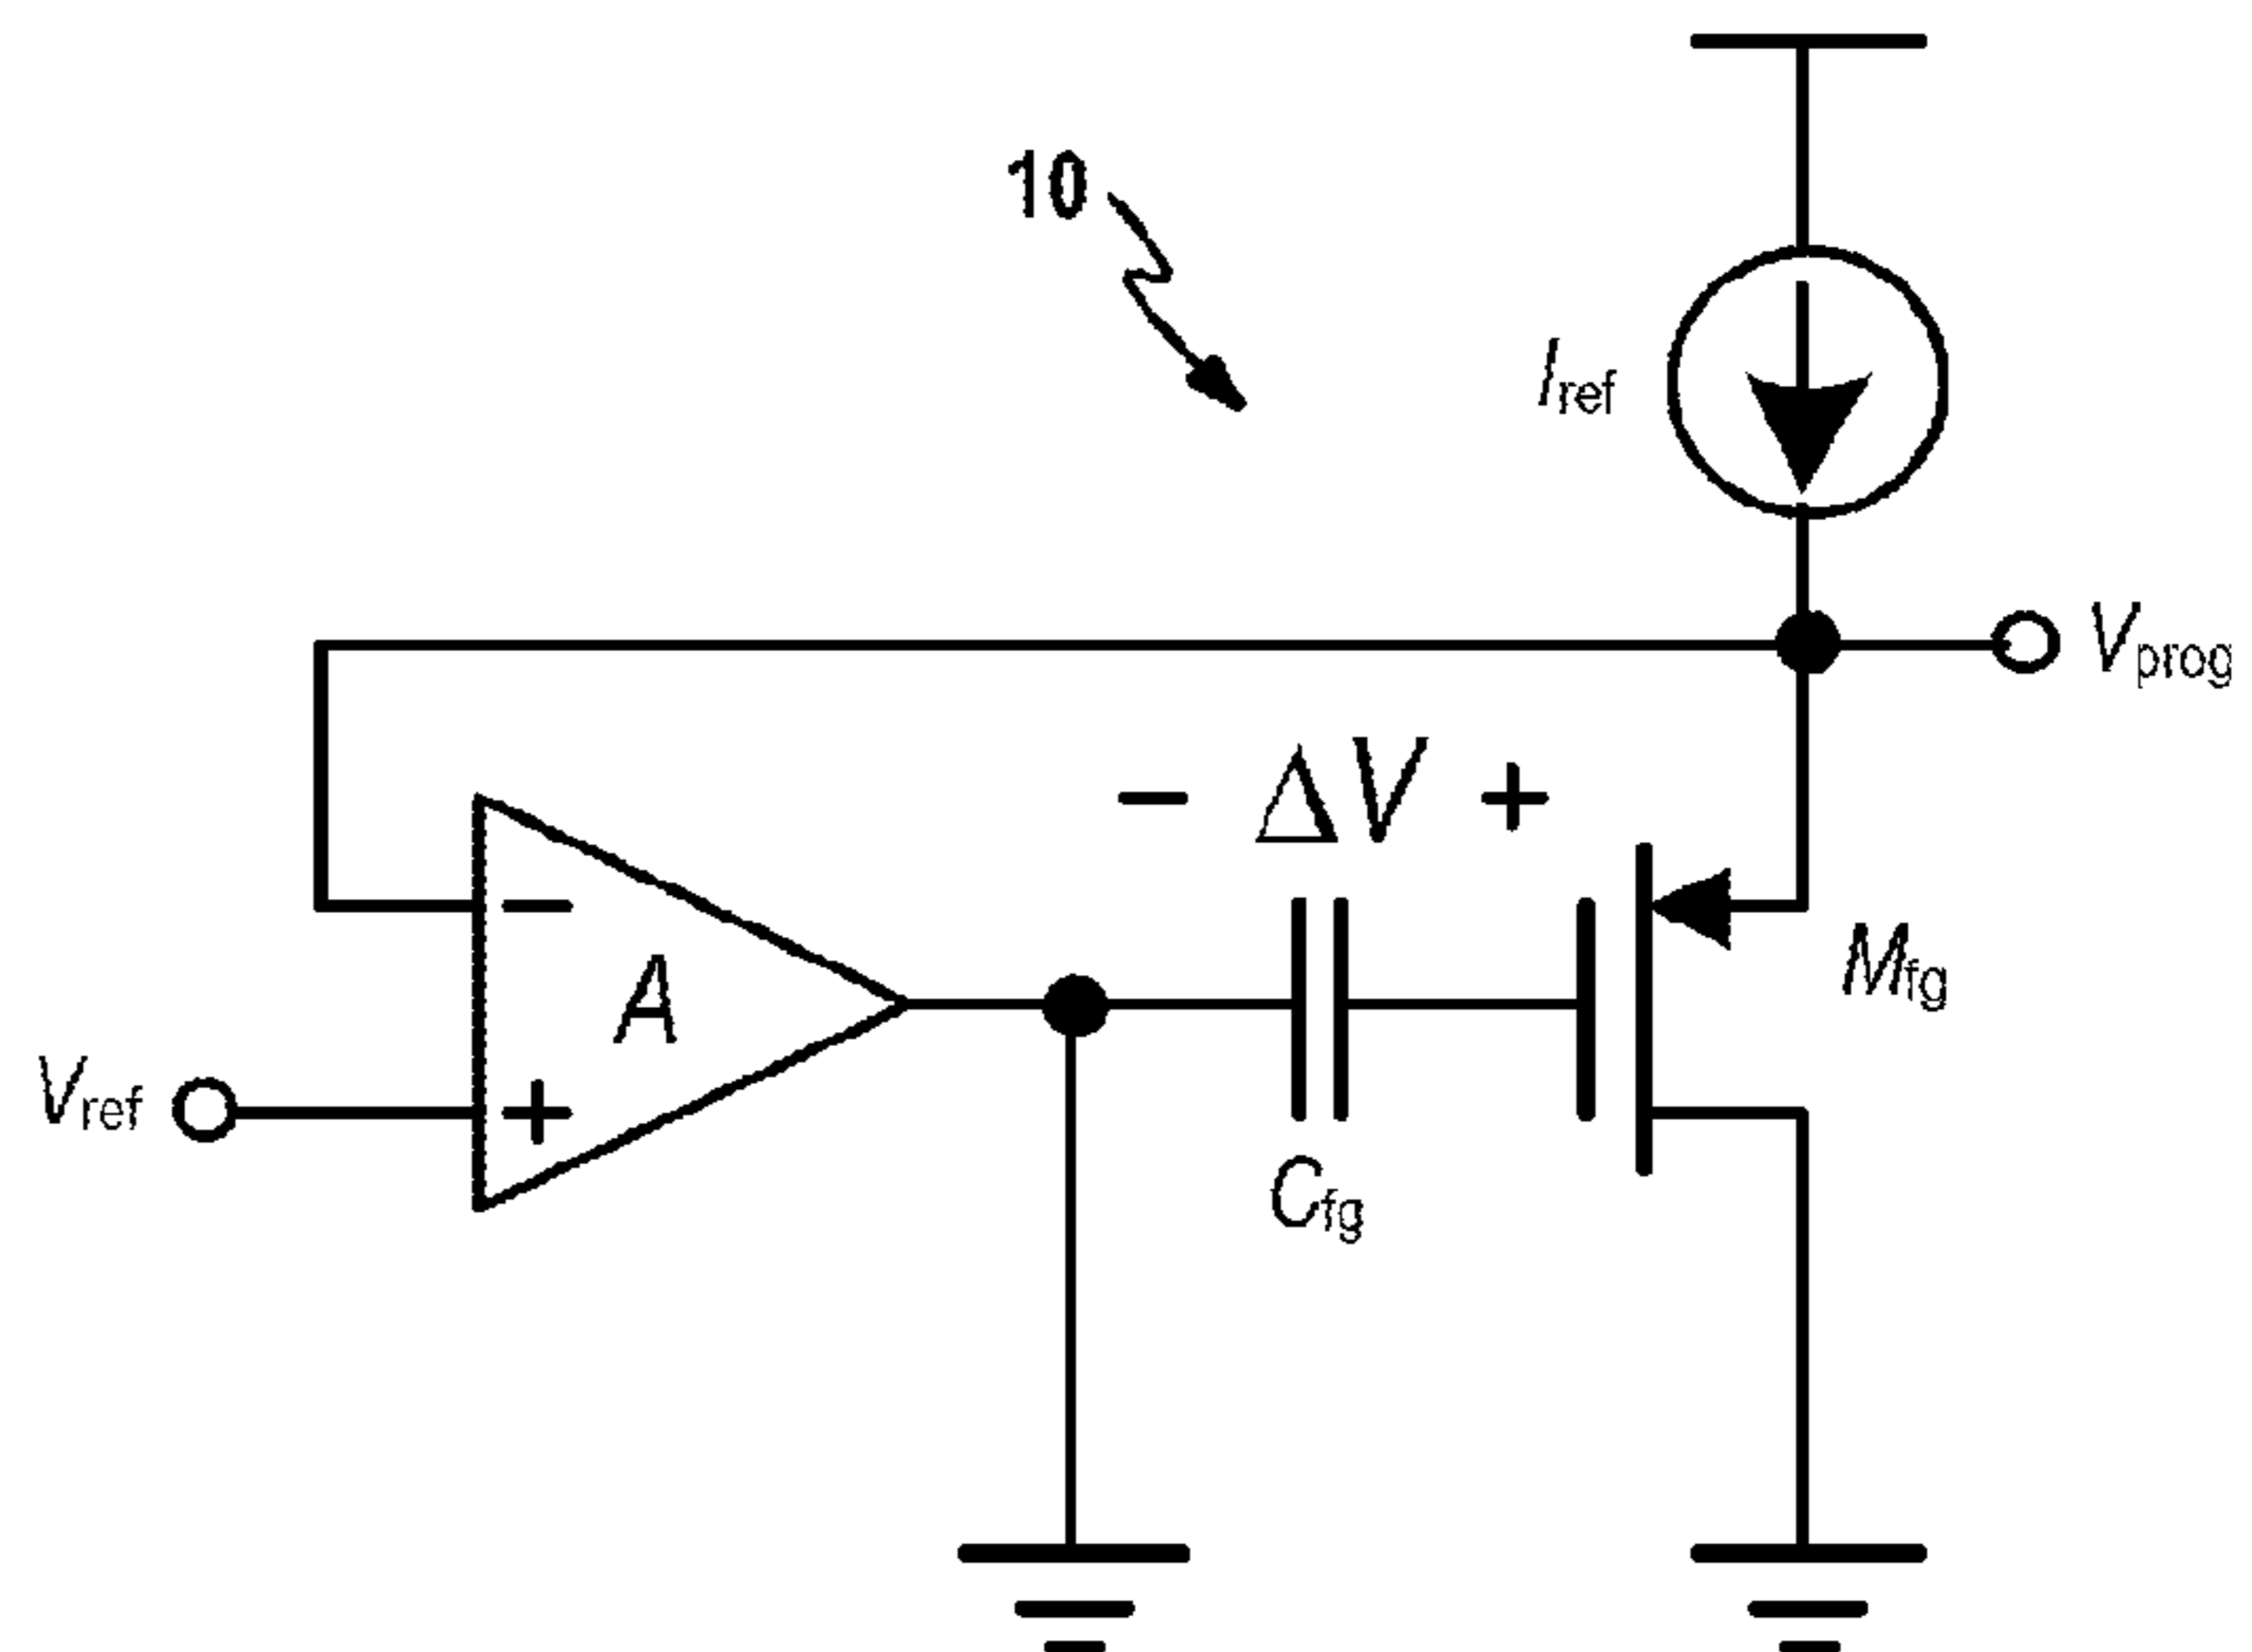 10
Iref
Vprog
− ΔV +
−
A
Mfg
Vref
+
Cfg